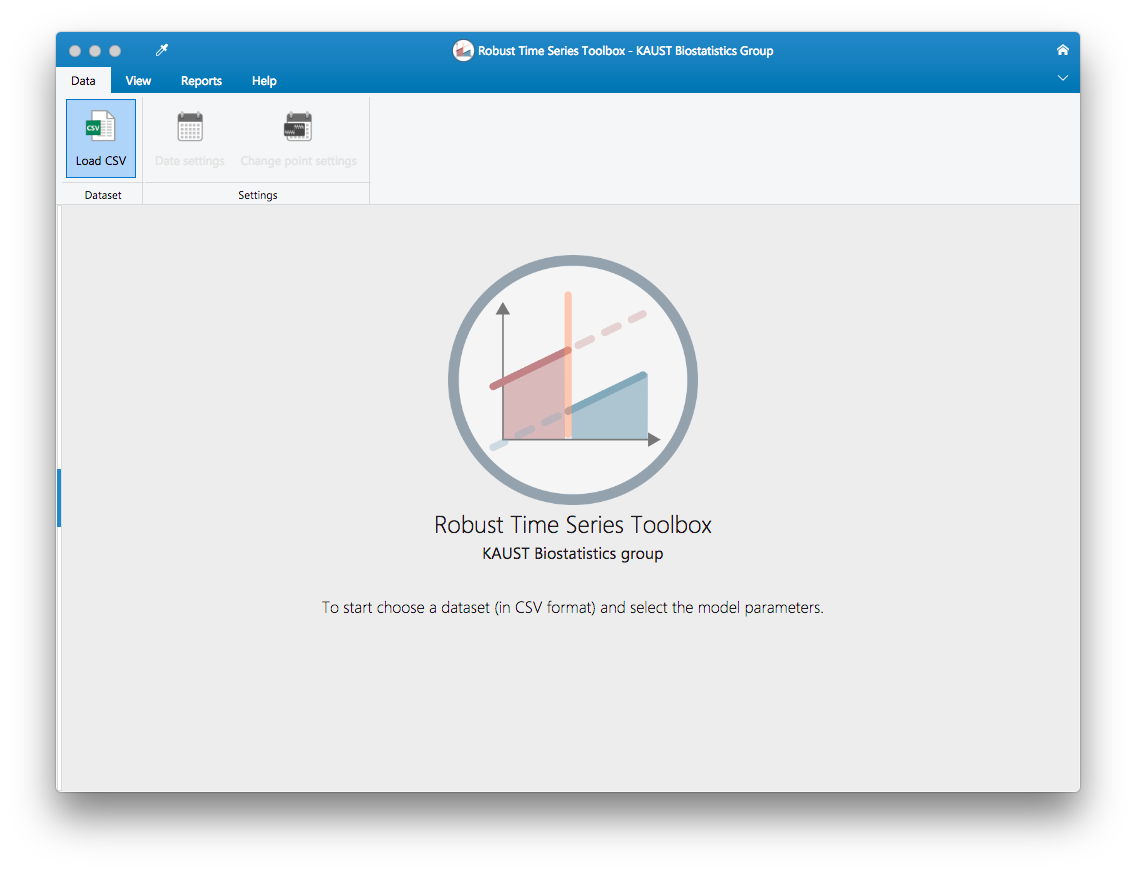 Robust Time Series Toolbox - KAUST Biostatistics Group
Data View Reports Help
CSV
Load CSV Date settings Change point settings
Dataset Settings
Robust Time Series Toolbox
KAUST Biostatistics group
To start choose a dataset (in CSV format) and select the model parameters.